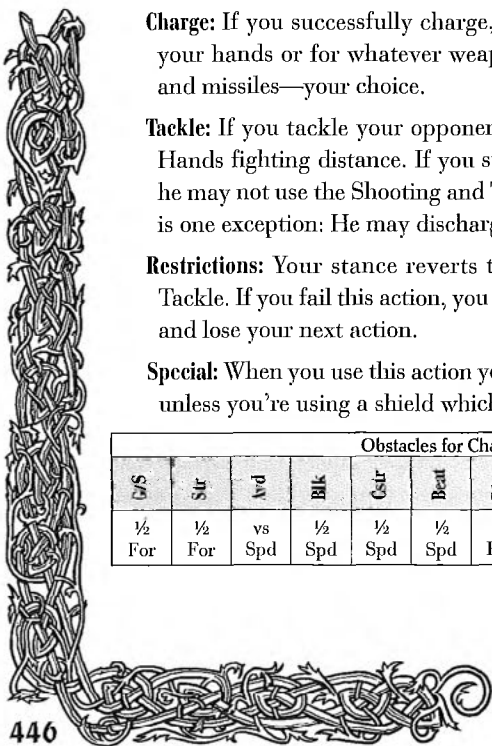 Charge: If you successfully charge,
your hands or for whatever weap
and missiles—your choice.
Tackle: If you tackle your opponen
Hands fighting distance. If you s
he may not use the Shooting and
is one exception: He may discharg
Restrictions: Your stance reverts t
Tackle. If you fail this action, you
and lose your next action.
Special: When you use this action yo
unless you're using a shield which
Obstacles for Cha
G/S Str Avd Blk Cstr Beat
½ ½ vs ½ ½ ½
For For Spd Spd Spd Spd
446